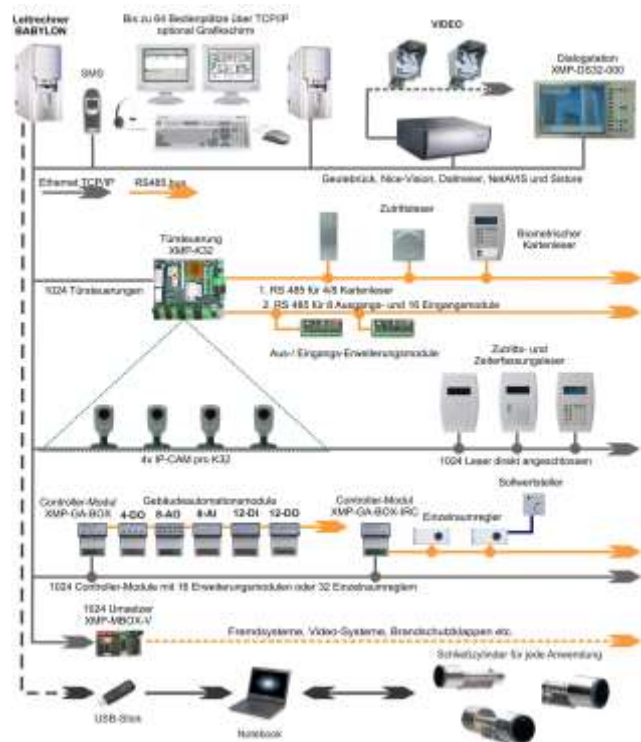 Leitrechner
BABYLON
Bis zu 64 Bedienplätze über TCP/IP
optional Grafikschirm
SMS
VIDEO
Dialogstation
XMP-DS32-000
Ethernet TCP/IP
RS485 bus
Geutebrück, Nice-Vision, Dallmeier, NetAVIS und Sistore
Türsteuerung
XMP-K32
Zutrittsleser
Biometrischer
Kartenleser
1024 Türsteuerungen
1. RS 485 für 4/8 Kartenleser
2. RS 485 für 8 Ausgangs- und 16 Eingangsmodule
Aus-/ Eingangs-Erweiterungsmodule
Zutritts- und
Zeiterfassungsleser
4x IP-CAM pro K32
1024 Leser direkt angeschlossen
Controller-Modul
XMP-GA-BOX
Gebäudeautomationsmodule
4-DO 8-AO 8-AI 12-DI 12-DO
Controller-Modul
XMP-GA-BOX-IRC
Sollwertsteller
Einzelraumregler
1024 Controller-Module mit 16 Erweiterungsmodulen oder 32 Einzelraumreglern
1024 Umsetzer
XMP-MBOX-V
Fremdsysteme, Video-Systeme, Brandschutzklappen etc.
Schließzylinder für jede Anwendung
USB-Stick
Notebook